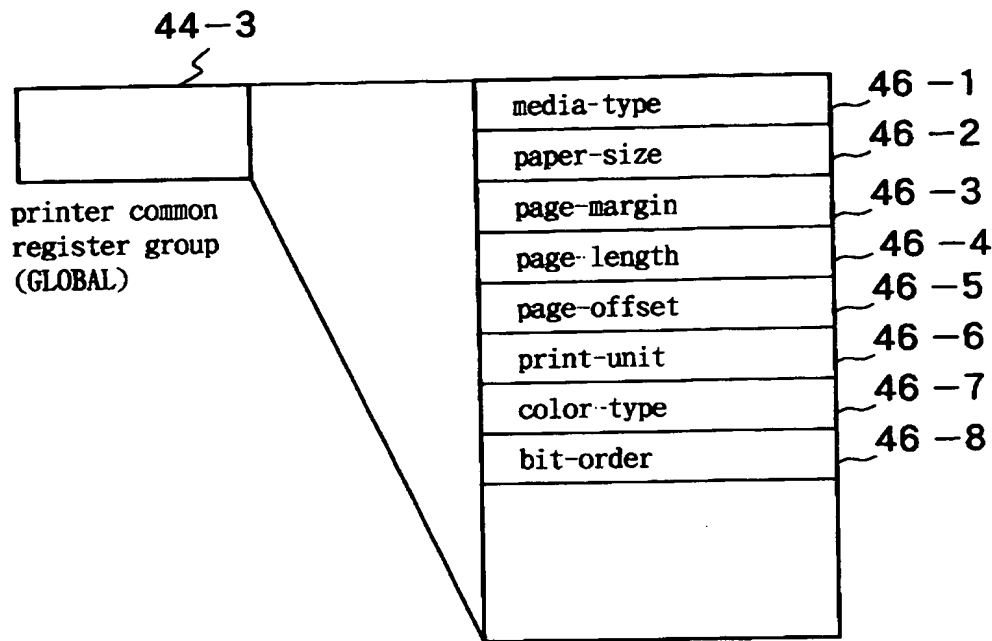 44-3
media-type 46-1
paper-size 46-2
page-margin 46-3
page-length 46-4
page-offset 46-5
print-unit 46-6
color-type 46-7
bit-order 46-8
printer common
register group
(GLOBAL)